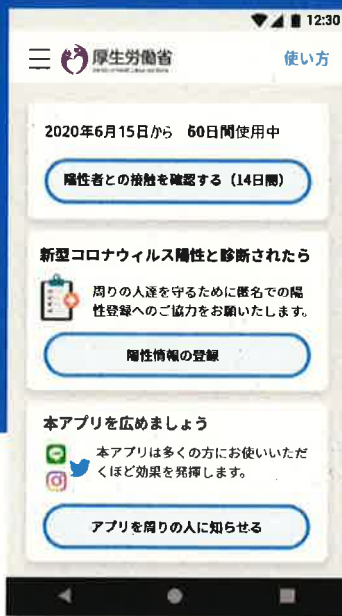 12:30
厚生労働省
使い方
2020年6月15日から 60日間使用中
陽性者との接触を確認する（14日間）
新型コロナウィルス陽性と診断されたら
周りの人達を守るために匿名での陽
性登録へのご協力をお願いたします。
陽性情報の登録
本アプリを広めましょう
本アプリは多くの方にお使いいただ
くほど効果を発揮します。
アプリを周りの人に知らせる